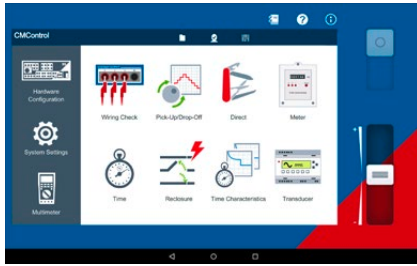 CMControl
Hardware
Configuration
System Settings
Multimeter
Wiring Check
Pick-Up/Drop-Off
Direct
Meter
Time
Reclosure
Time Characteristics
Transducer